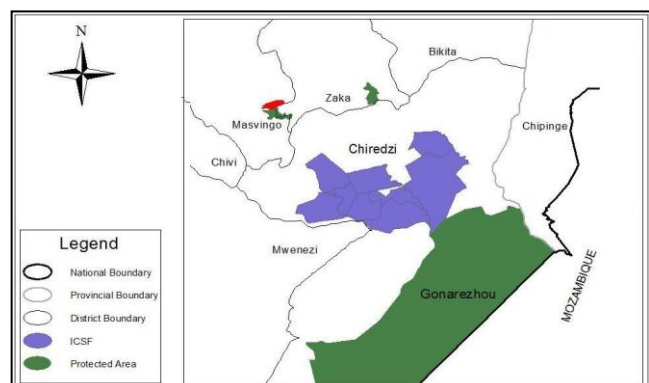 N
Bikita
Zaka
Masvingo
Chipinge
Chiredzi
Chivi
Mwenezi
Gonarezhou
MOZAMBIQUE
Legend
National Boundary
Provincial Boundary
District Boundary
ICSF
Protected Area